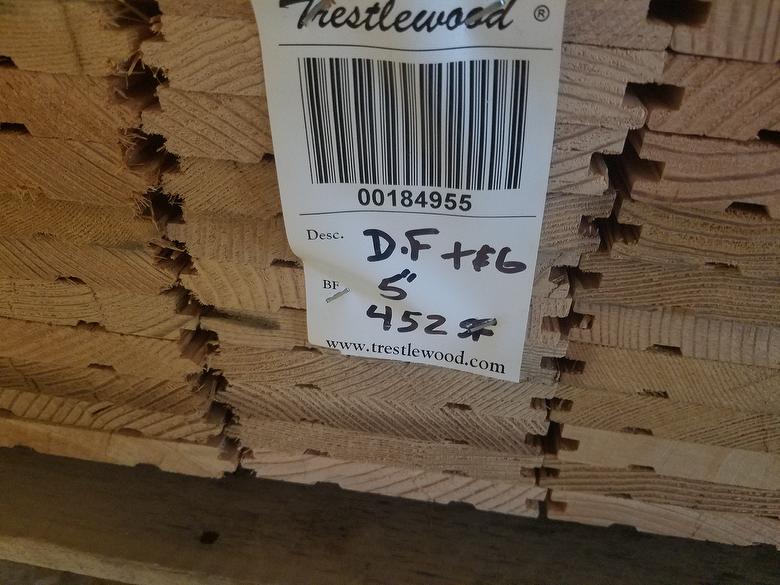 Trestlewood ®
00184955
Desc. D.F T&G
5"
BF
452
www.trestlewood.com